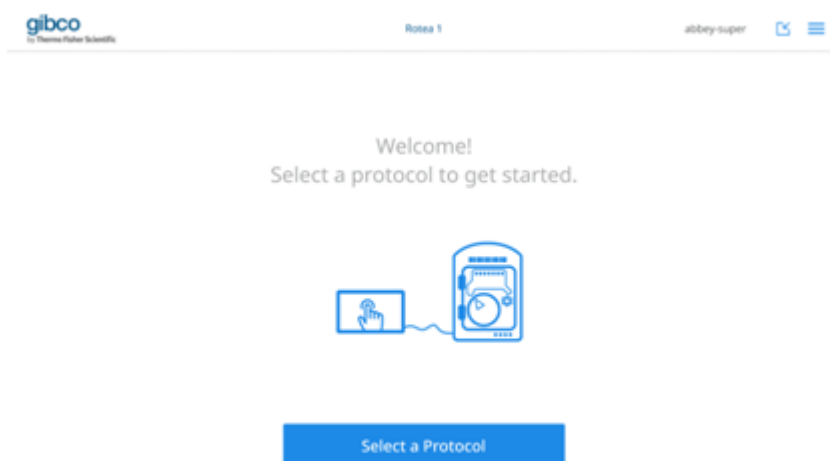 gibco
by Thermo Fisher Scientific
Rotea 1
abbey-super
Welcome!
Select a protocol to get started.
Select a Protocol